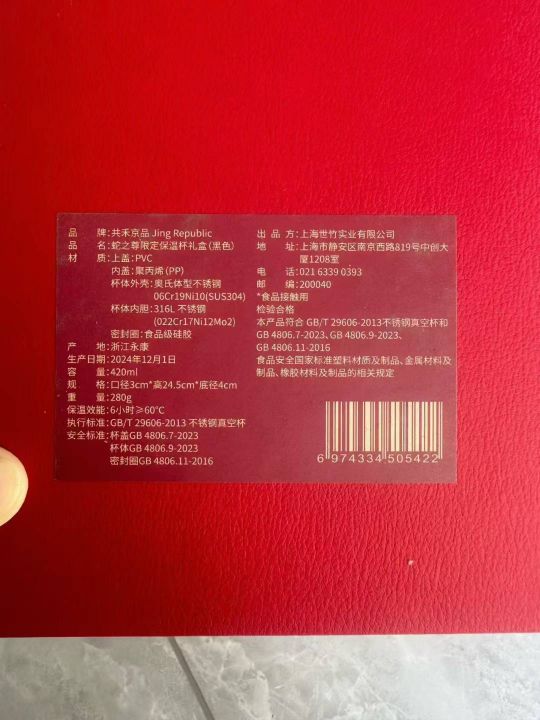 品牌:共禾京品 Jing Republic
品名:蛇之尊限定保温杯礼盒(黑色)
材质:上盖:PVC
内盖:聚丙烯(PP)
杯体外壳:奥氏体型不锈钢
06Cr19Ni10(SUS304)
杯体内胆:316L 不锈钢
(022Cr17Ni12Mo2)
密封圈:食品级硅胶
产地:浙江永康
生产日期:2024年12月1日
容量:420ml
规格:口径3cm*高24.5cm*底径4cm
重量:280g
保温效能:6小时≥60℃
执行标准:GB/T 29606-2013 不锈钢真空杯
安全标准:杯盖GB 4806.7-2023
杯体GB 4806.9-2023
密封圈GB 4806.11-2016
出品方:上海世竹实业有限公司
地址:上海市静安区南京西路819号中创大
厦1208室
电话:021 6339 0393
邮编:200040
*食品接触用
检验合格
本产品符合 GB/T 29606-2013不锈钢真空杯和
GB 4806.7-2023、GB 4806.9-2023、
GB 4806.11-2016
食品安全国家标准塑料材质及制品、金属材料及
制品、橡胶材料及制品的相关规定
6 974334 505422